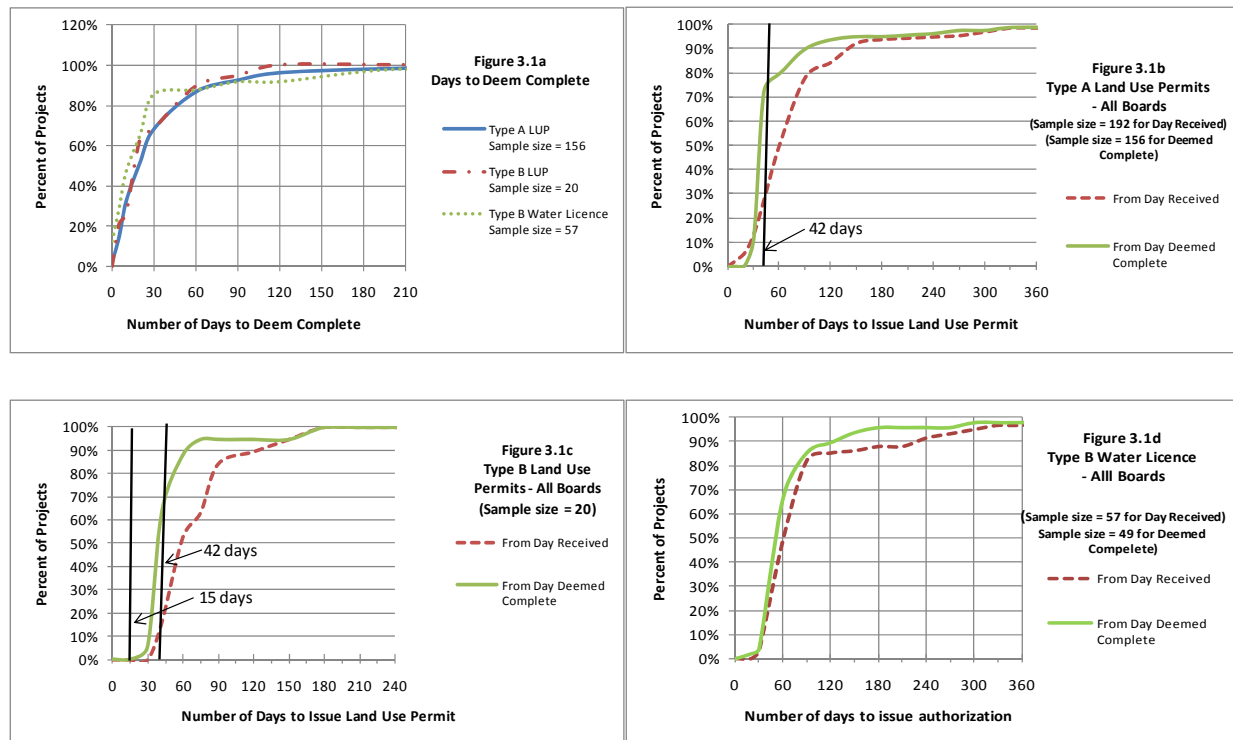 120%
100%
80%
60%
40%
20%
0%
Percent of Projects
0 30 60 90 120 150 180 210
Number of Days to Deem Complete
Figure 3.1a
Days to Deem Complete
Type A LUP
Sample size = 156
Type B LUP
Sample size = 20
Type B Water Licence
Sample size = 57
100%
90%
80%
70%
60%
50%
40%
30%
20%
10%
0%
Percent of Projects
42 days
0 60 120 180 240 300 360
Number of Days to Issue Land Use Permit
Figure 3.1b
Type A Land Use Permits
- All Boards
(Sample size = 192 for Day Received)
(Sample size = 156 for Deemed
Complete)
From Day Received
From Day Deemed
Complete
100%
90%
80%
70%
60%
50%
40%
30%
20%
10%
0%
Percent of Projects
42 days
15 days
0 30 60 90 120 150 180 210 240
Number of Days to Issue Land Use Permit
Figure 3.1c
Type B Land Use
Permits - All Boards
(Sample size = 20)
From Day Received
From Day Deemed
Complete
100%
90%
80%
70%
60%
50%
40%
30%
20%
10%
0%
Percent of Projects
0 60 120 180 240 300 360
Number of days to issue authorization
Figure 3.1d
Type B Water Licence
- Alll Boards
(Sample size = 57 for Day Received)
Sample size = 49 for Deemed
Compelete)
From Day Received
From Day Deemed
Complete